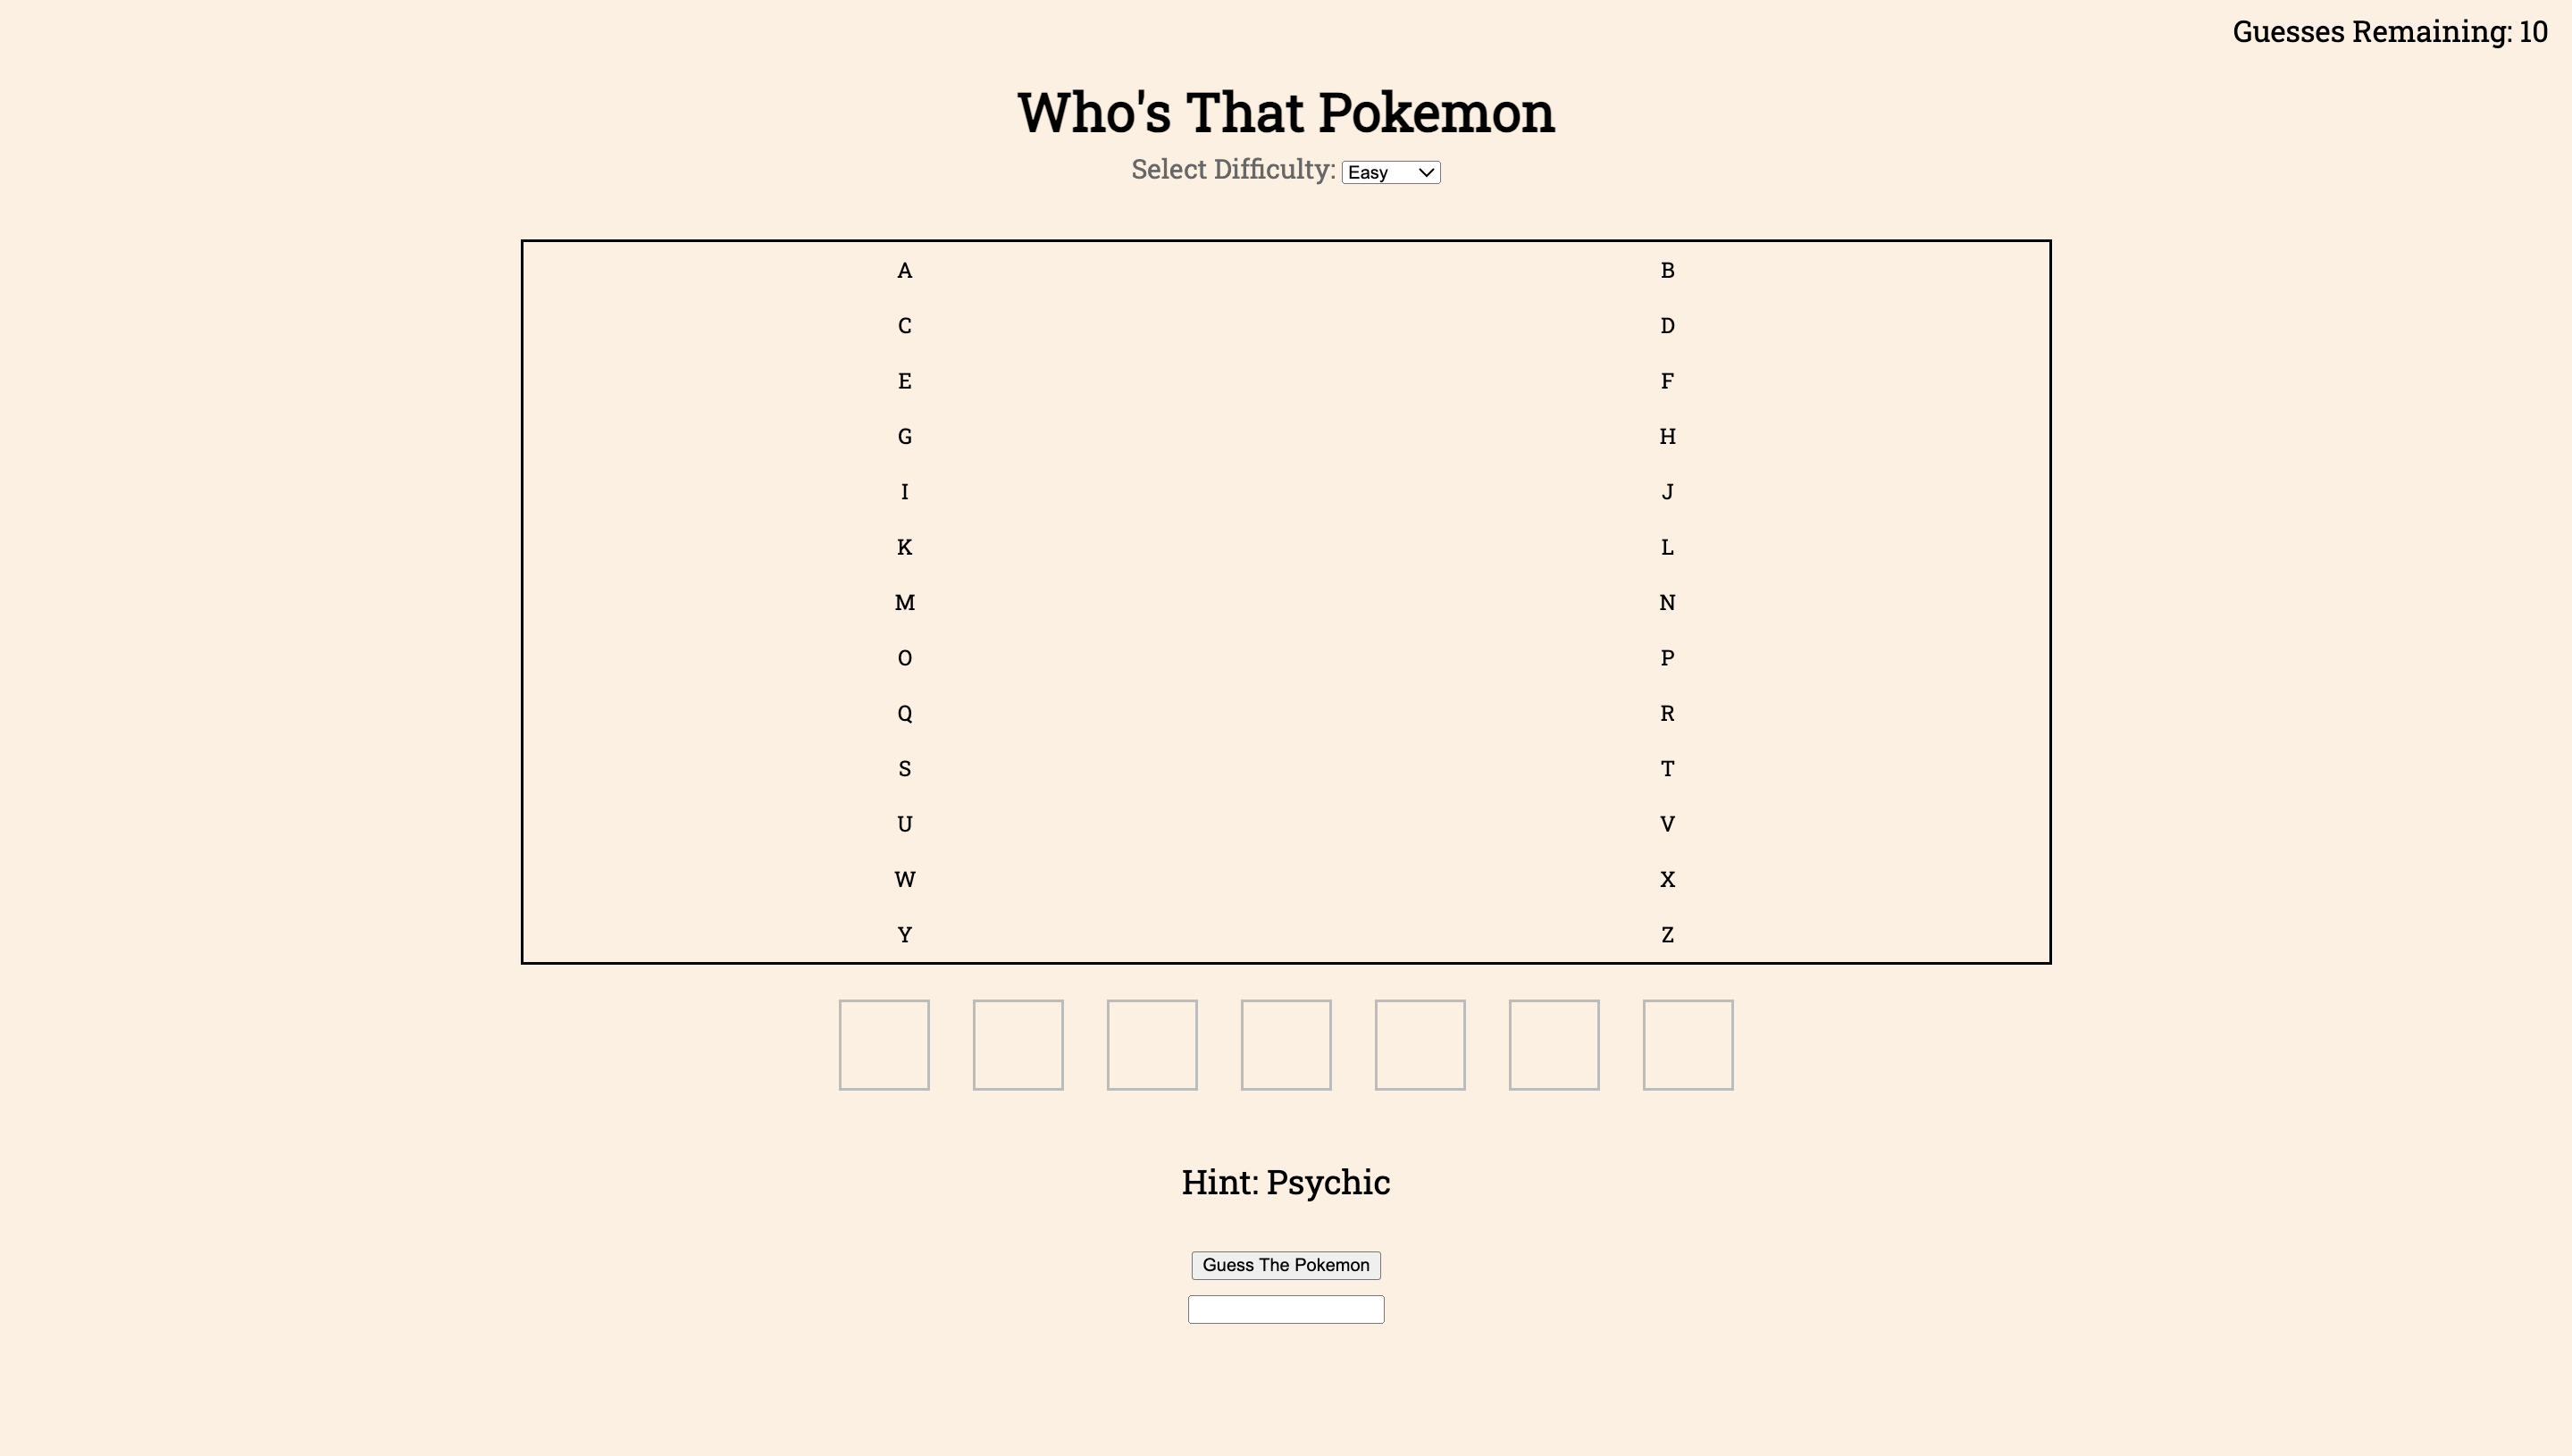 Guesses Remaining: 10
Who's That Pokemon
Select Difficulty: Easy
A B
C D
E F
G H
I J
K L
M N
O P
Q R
S T
U V
W X
Y Z
Hint: Psychic
Guess The Pokemon